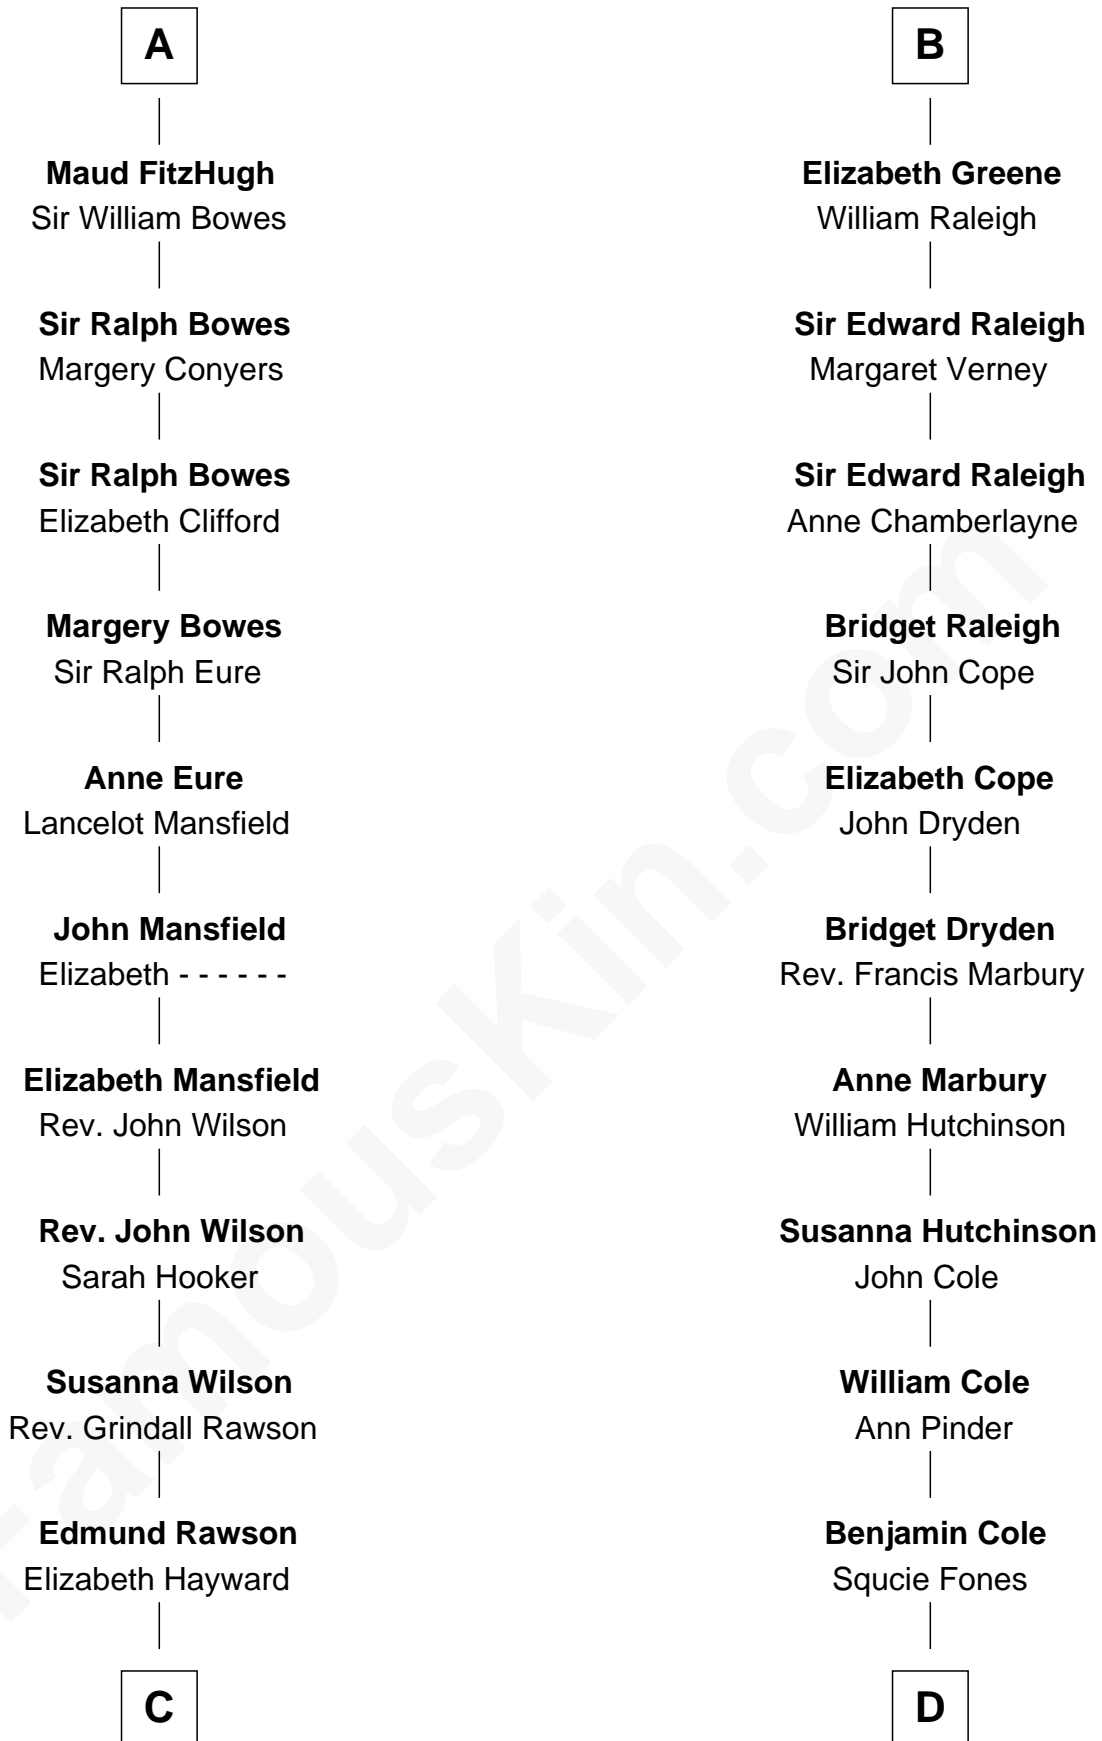 A
Maud FitzHugh
Sir William Bowes
Sir Ralph Bowes
Margery Conyers
Sir Ralph Bowes
Elizabeth Clifford
Margery Bowes
Sir Ralph Eure
Anne Eure
Lancelot Mansfield
John Mansfield
Elizabeth - - - - - -
Elizabeth Mansfield
Rev. John Wilson
Rev. John Wilson
Sarah Hooker
Susanna Wilson
Rev. Grindall Rawson
Edmund Rawson
Elizabeth Hayward
C
B
Elizabeth Greene
William Raleigh
Sir Edward Raleigh
Margaret Verney
Sir Edward Raleigh
Anne Chamberlayne
Bridget Raleigh
Sir John Cope
Elizabeth Cope
John Dryden
Bridget Dryden
Rev. Francis Marbury
Anne Marbury
William Hutchinson
Susanna Hutchinson
John Cole
William Cole
Ann Pinder
Benjamin Cole
Squcie Fones
D
FamousKin.com